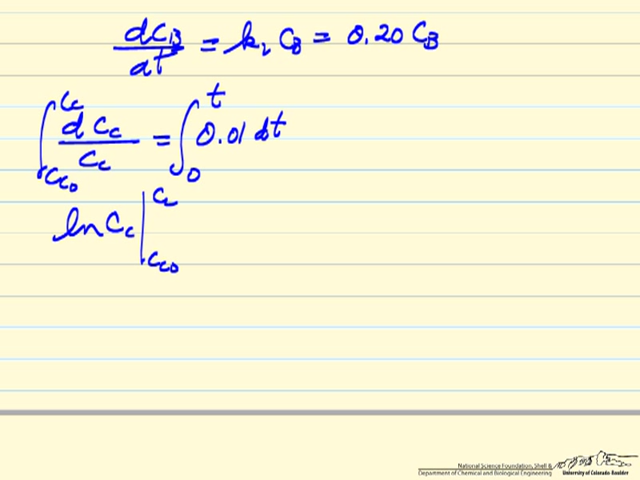 dC_B/dt = k_2 C_B = 0.20 C_B
∫_{C_C0}^{C_C} dC_C/C_C = ∫_0^t 0.01 dt
ln C_C |_{C_C0}^{C_C}
National Science Foundation, Shell &
Department of Chemical and Biological Engineering University of Colorado Boulder